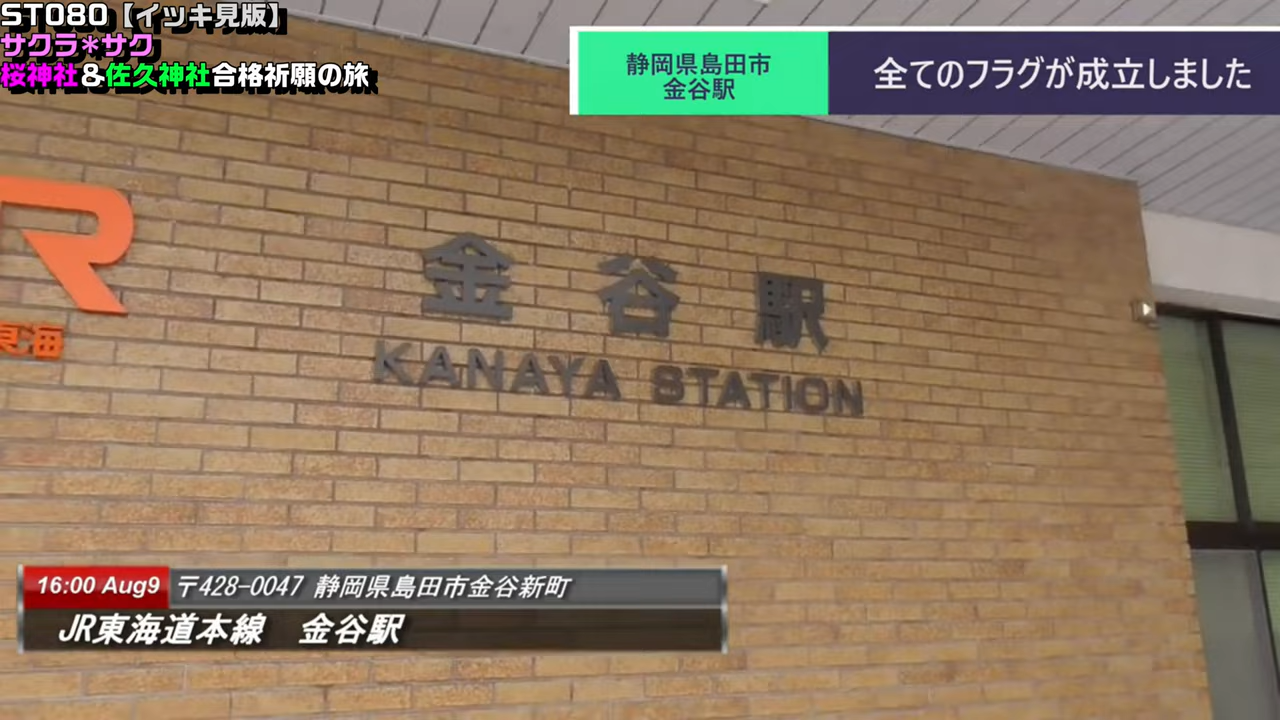 ST080【イッキ見版】
サクラ*サク
桜神社&佐久神社合格祈願の旅
静岡県島田市
金谷駅
全てのフラグが成立しました
R
東海
金谷駅
KANAYA STATION
16:00 Aug9 〒428-0047 静岡県島田市金谷新町
JR東海道本線 金谷駅